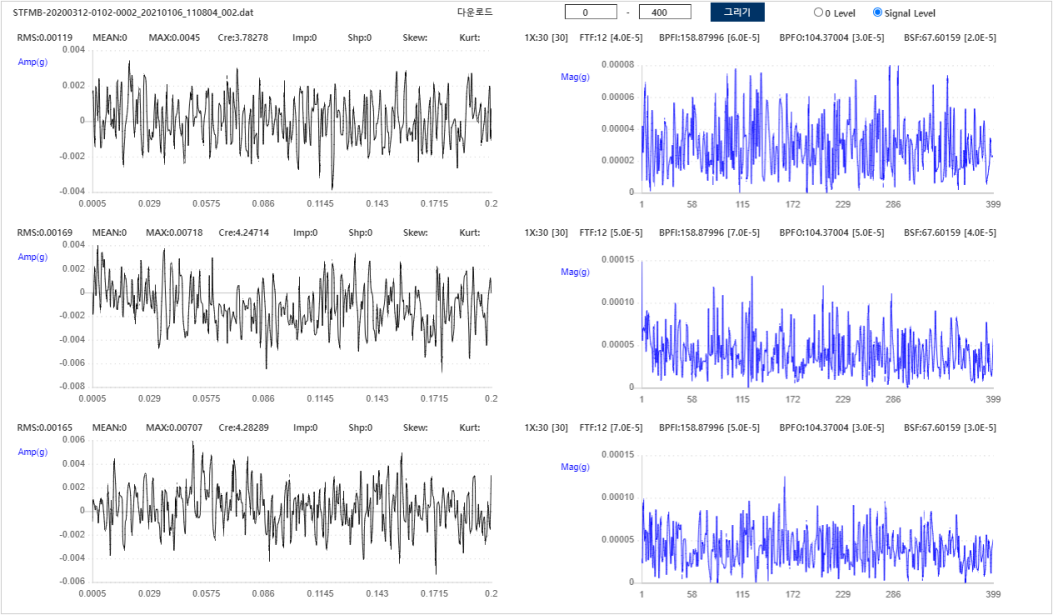 STFMB-20200312-0102-0002_20210106_110804_002.dat 다운로드 0 - 400 그리기 0 Level Signal Level
RMS:0.00119 MEAN:0 MAX:0.0045 Cre:3.78278 Imp:0 Shp:0 Skew: Kurt: 1X:30 [30] FTF:12 [4.0E-5] BPFI:158.87996 [6.0E-5] BPFO:104.37004 [3.0E-5] BSF:67.60159 [2.0E-5]
Amp(g)
0.004
0.002
0
-0.002
-0.004
0.0005 0.029 0.0575 0.086 0.1145 0.143 0.1715 0.2
Mag(g)
0.00008
0.00006
0.00004
0.00002
0
1 58 115 172 229 286 399
RMS:0.00169 MEAN:0 MAX:0.00718 Cre:4.24714 Imp:0 Shp:0 Skew: Kurt: 1X:30 [30] FTF:12 [5.0E-5] BPFI:158.87996 [7.0E-5] BPFO:104.37004 [5.0E-5] BSF:67.60159 [4.0E-5]
Amp(g)
0.004
0.002
0
-0.002
-0.004
-0.006
-0.008
0.0005 0.029 0.0575 0.086 0.1145 0.143 0.1715 0.2
Mag(g)
0.00015
0.00010
0.00005
0
1 58 115 172 229 286 399
RMS:0.00165 MEAN:0 MAX:0.00707 Cre:4.28289 Imp:0 Shp:0 Skew: Kurt: 1X:30 [30] FTF:12 [7.0E-5] BPFI:158.87996 [5.0E-5] BPFO:104.37004 [3.0E-5] BSF:67.60159 [3.0E-5]
Amp(g)
0.006
0.004
0.002
0
-0.002
-0.004
-0.006
0.0005 0.029 0.0575 0.086 0.1145 0.143 0.1715 0.2
Mag(g)
0.00015
0.00010
0.00005
0
1 58 115 172 229 286 399